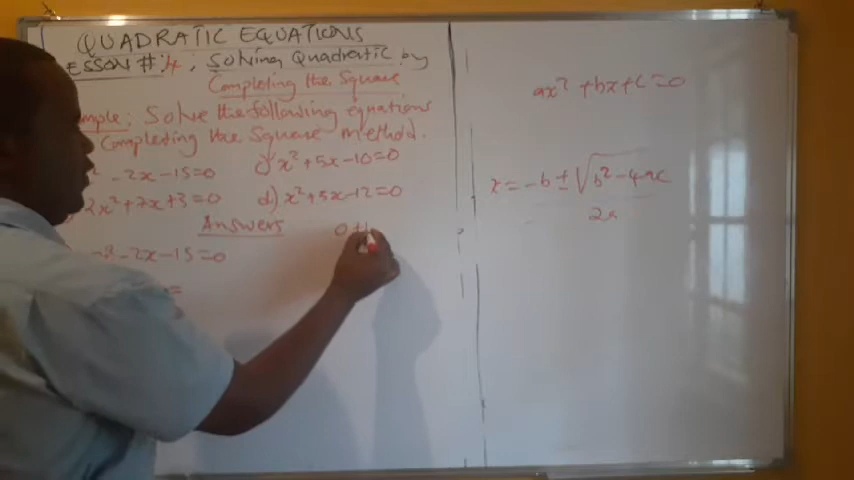 QUADRATIC EQUATIONS
ESSON #:4; Solving Quadratic by
Completing the Square
mple: Solve the following equations
Completing the Square method.
² -2x-15=0 c) x² +5x-10=0
2x² +7x+3=0 d) x² +5x-12=0
Answers
-2x-15=0
=
ax² +bx+c=0
x=-b±√b²-4ac
2a